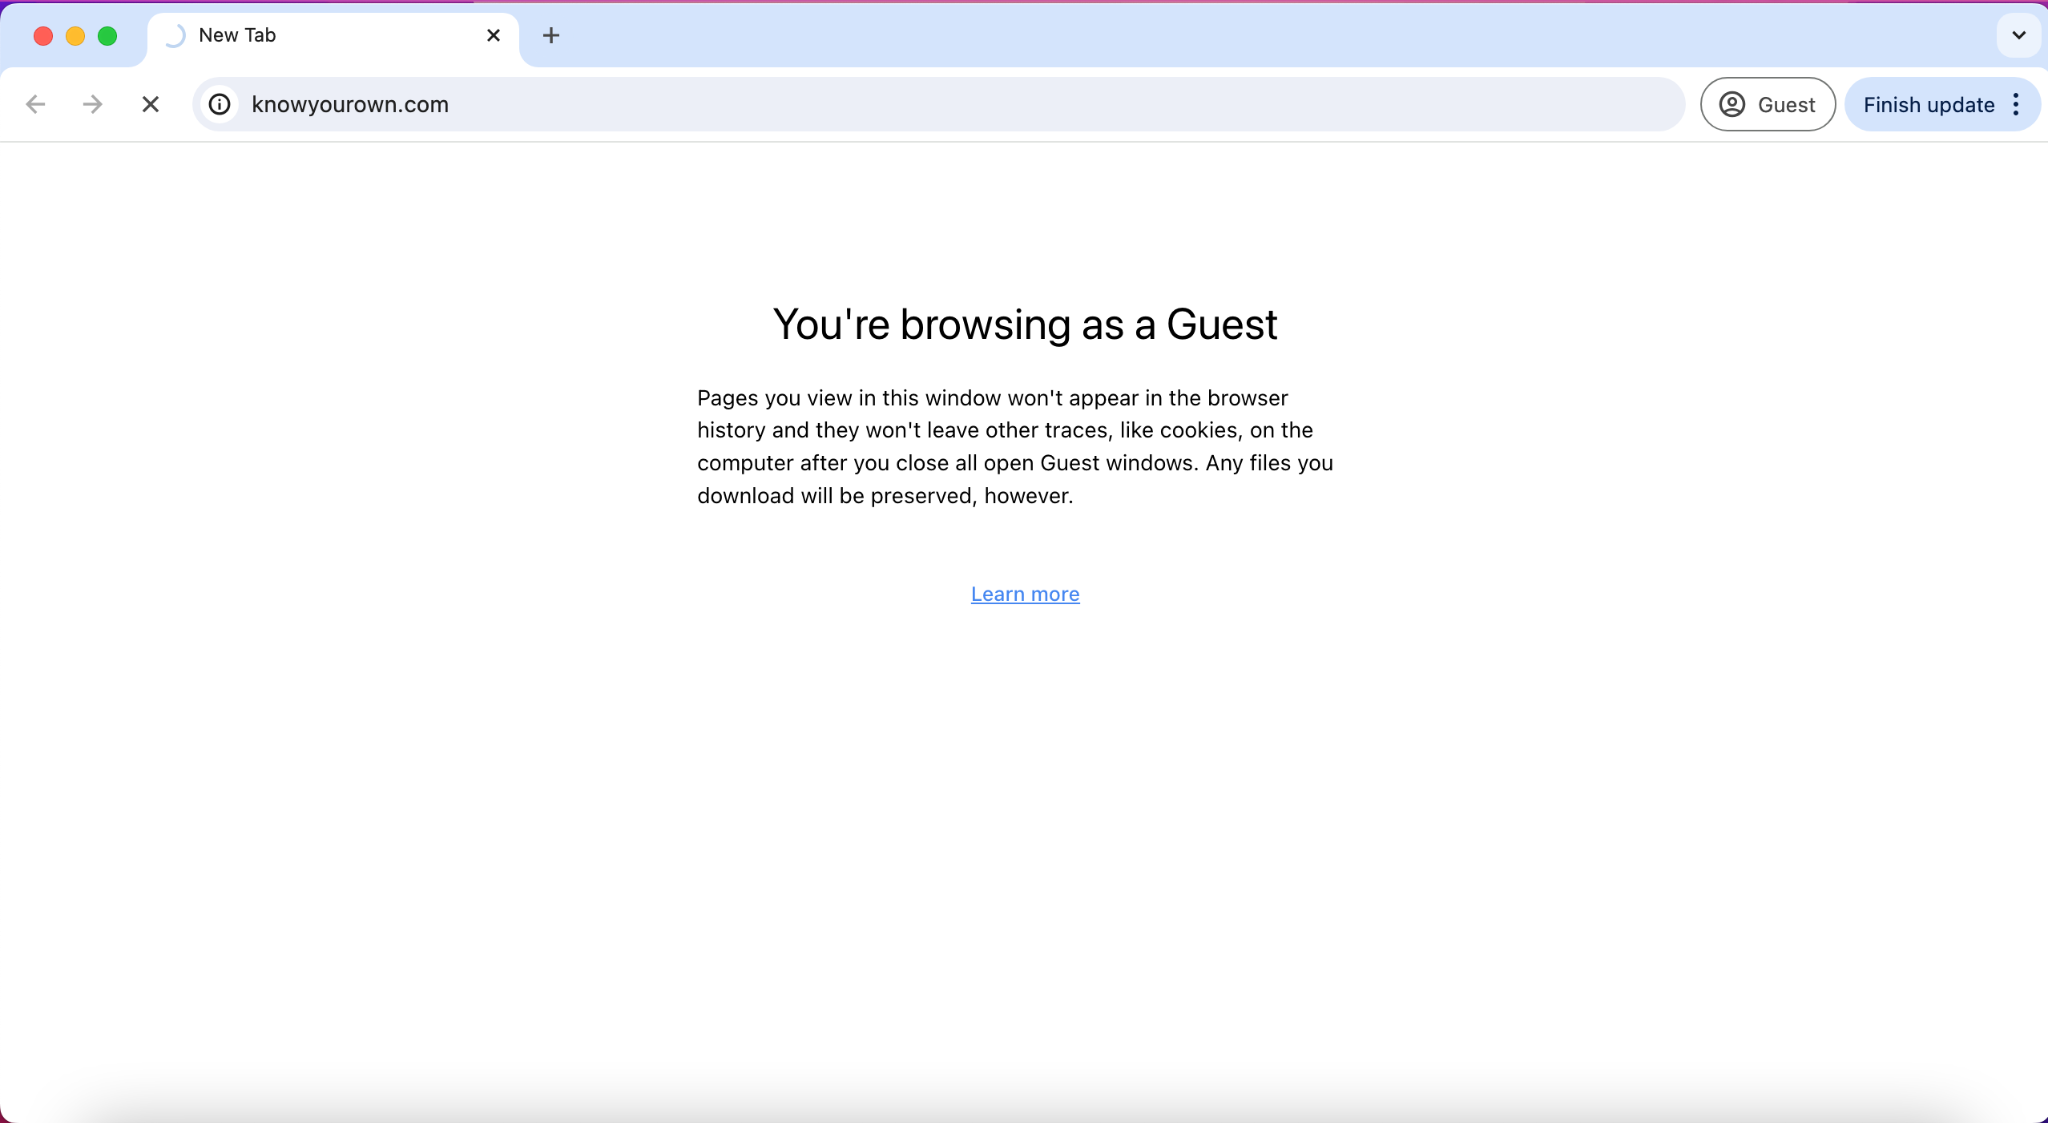 New Tab
knowyourown.com
Guest
Finish update
You're browsing as a Guest
Pages you view in this window won't appear in the browser
history and they won't leave other traces, like cookies, on the
computer after you close all open Guest windows. Any files you
download will be preserved, however.
Learn more